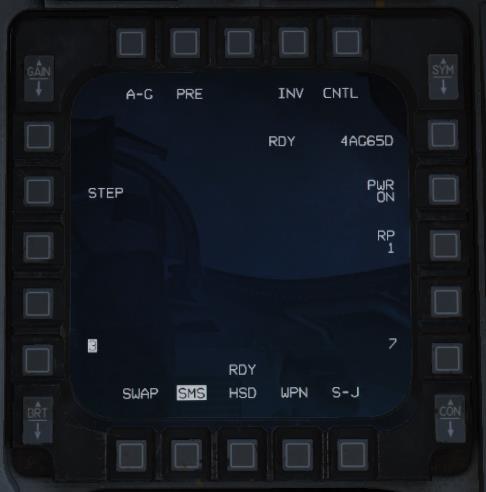 GAIN
SYM
A-G PRE INV CNTL
RDY 4AG65D
STEP
PWR
ON
RP
1
3 7
RDY
SWAP SMS HSD WPN S-J
BRT
CON